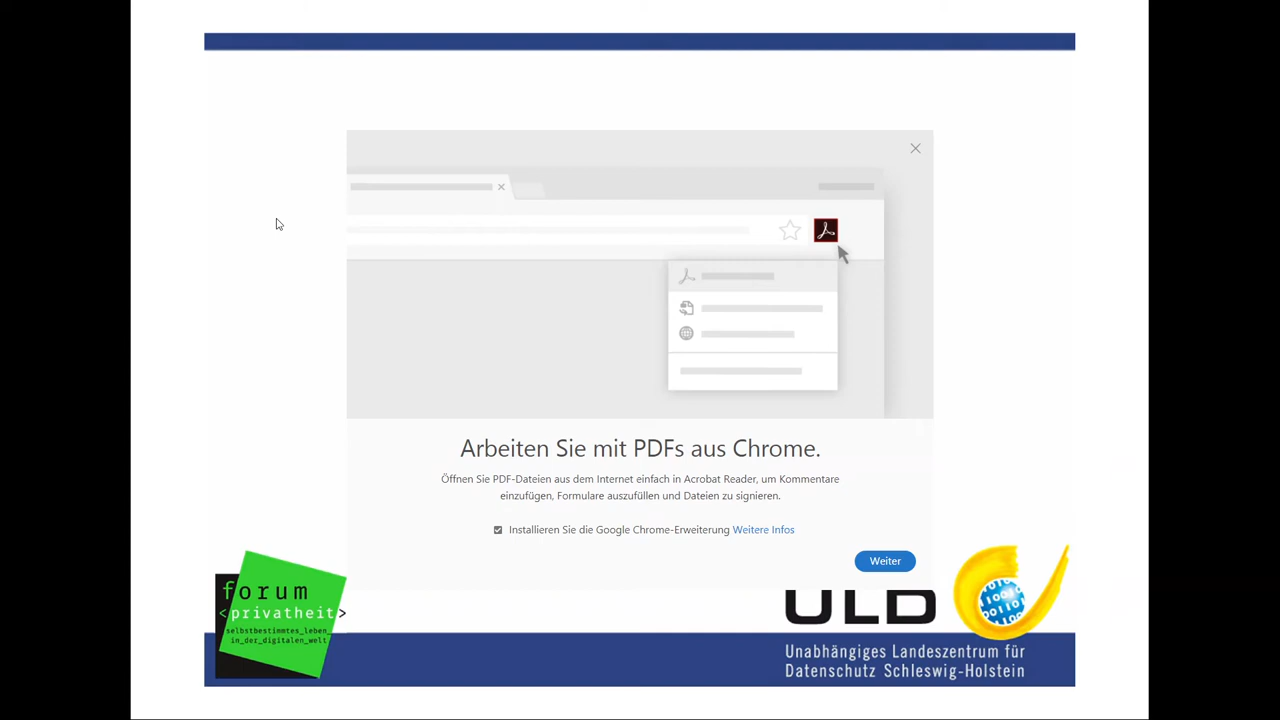 Arbeiten Sie mit PDFs aus Chrome.
Öffnen Sie PDF-Dateien aus dem Internet einfach in Acrobat Reader, um Kommentare
einzufügen, Formulare auszufüllen und Dateien zu signieren.
Installieren Sie die Google Chrome-Erweiterung Weitere Infos
Weiter
forum
<privatheit>
selbstbestimmtes_leben_
in_der_digitalen_welt
ULD
Unabhängiges Landeszentrum für
Datenschutz Schleswig-Holstein